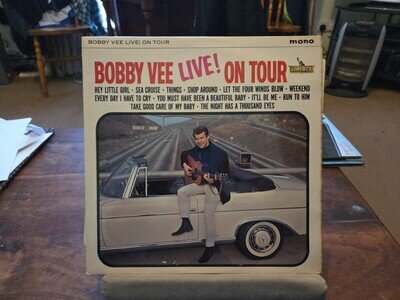 BOBBY VEE LIVE! ON TOUR
MONO
BOBBY VEE LIVE! ON TOUR
LIBERTY
HEY LITTLE GIRL · SEA CRUISE · THINGS · SHOP AROUND · LET THE FOUR WINDS BLOW · WEEKEND
EVERY DAY I HAVE TO CRY · YOU MUST HAVE BEEN A BEAUTIFUL BABY · IT'LL BE ME · RUN TO HIM
TAKE GOOD CARE OF MY BABY · THE NIGHT HAS A THOUSAND EYES